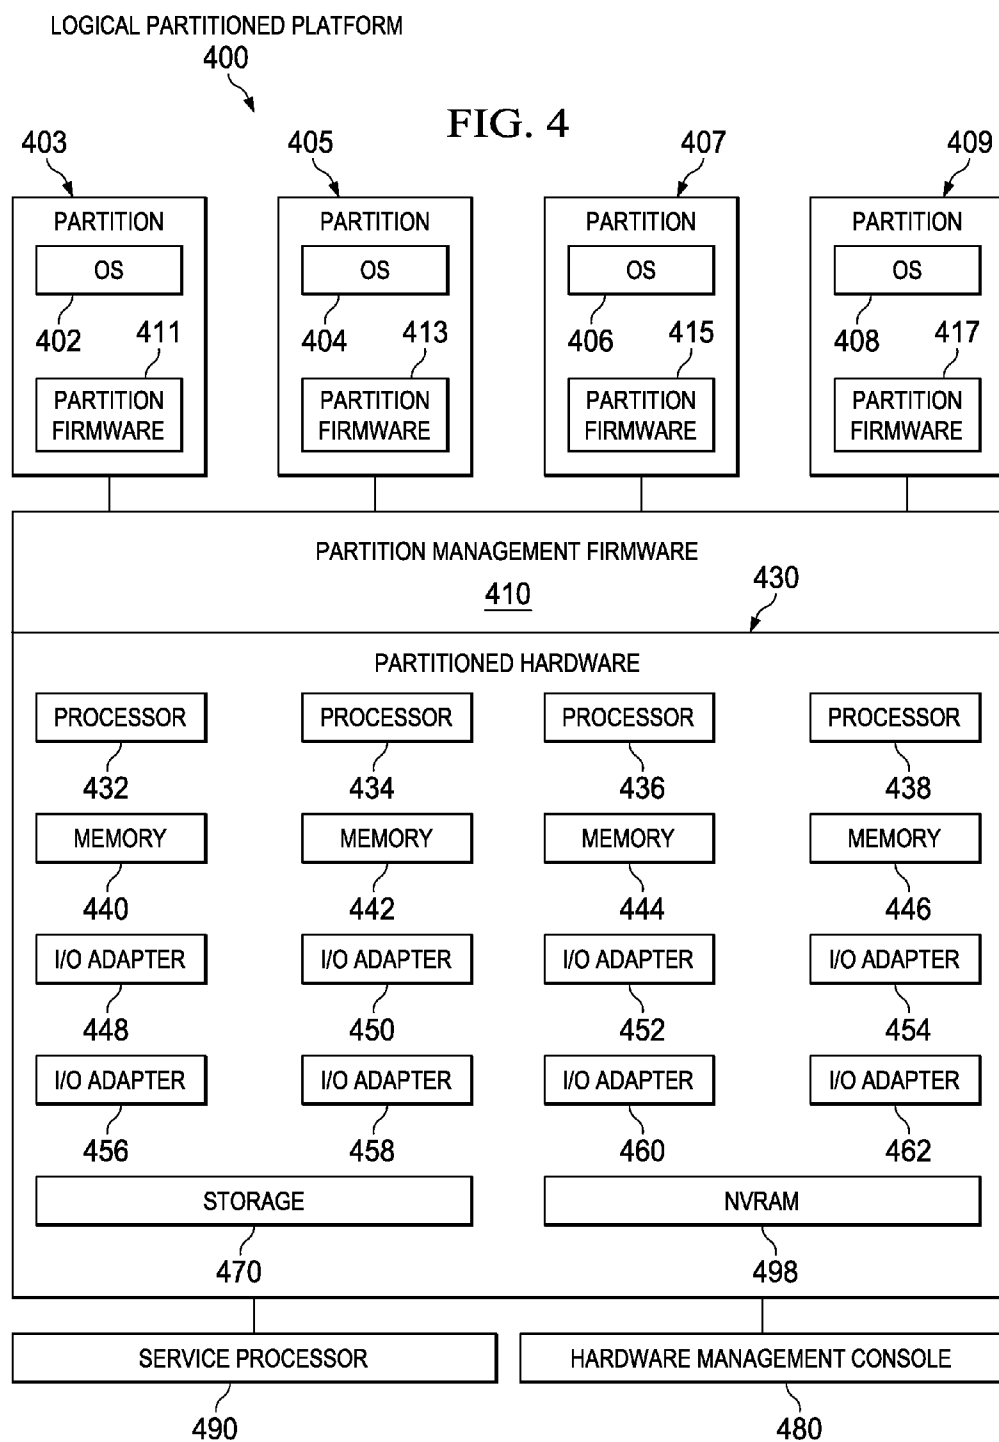 LOGICAL PARTITIONED PLATFORM
400
FIG. 4
403
405
407
409
PARTITION
PARTITION
PARTITION
PARTITION
OS
OS
OS
OS
402
411
404
413
406
415
408
417
PARTITION
FIRMWARE
PARTITION
FIRMWARE
PARTITION
FIRMWARE
PARTITION
FIRMWARE
PARTITION MANAGEMENT FIRMWARE
410
430
PARTITIONED HARDWARE
PROCESSOR
PROCESSOR
PROCESSOR
PROCESSOR
432
434
436
438
MEMORY
MEMORY
MEMORY
MEMORY
440
442
444
446
I/O ADAPTER
I/O ADAPTER
I/O ADAPTER
I/O ADAPTER
448
450
452
454
I/O ADAPTER
I/O ADAPTER
I/O ADAPTER
I/O ADAPTER
456
458
460
462
STORAGE
NVRAM
470
498
SERVICE PROCESSOR
HARDWARE MANAGEMENT CONSOLE
490
480